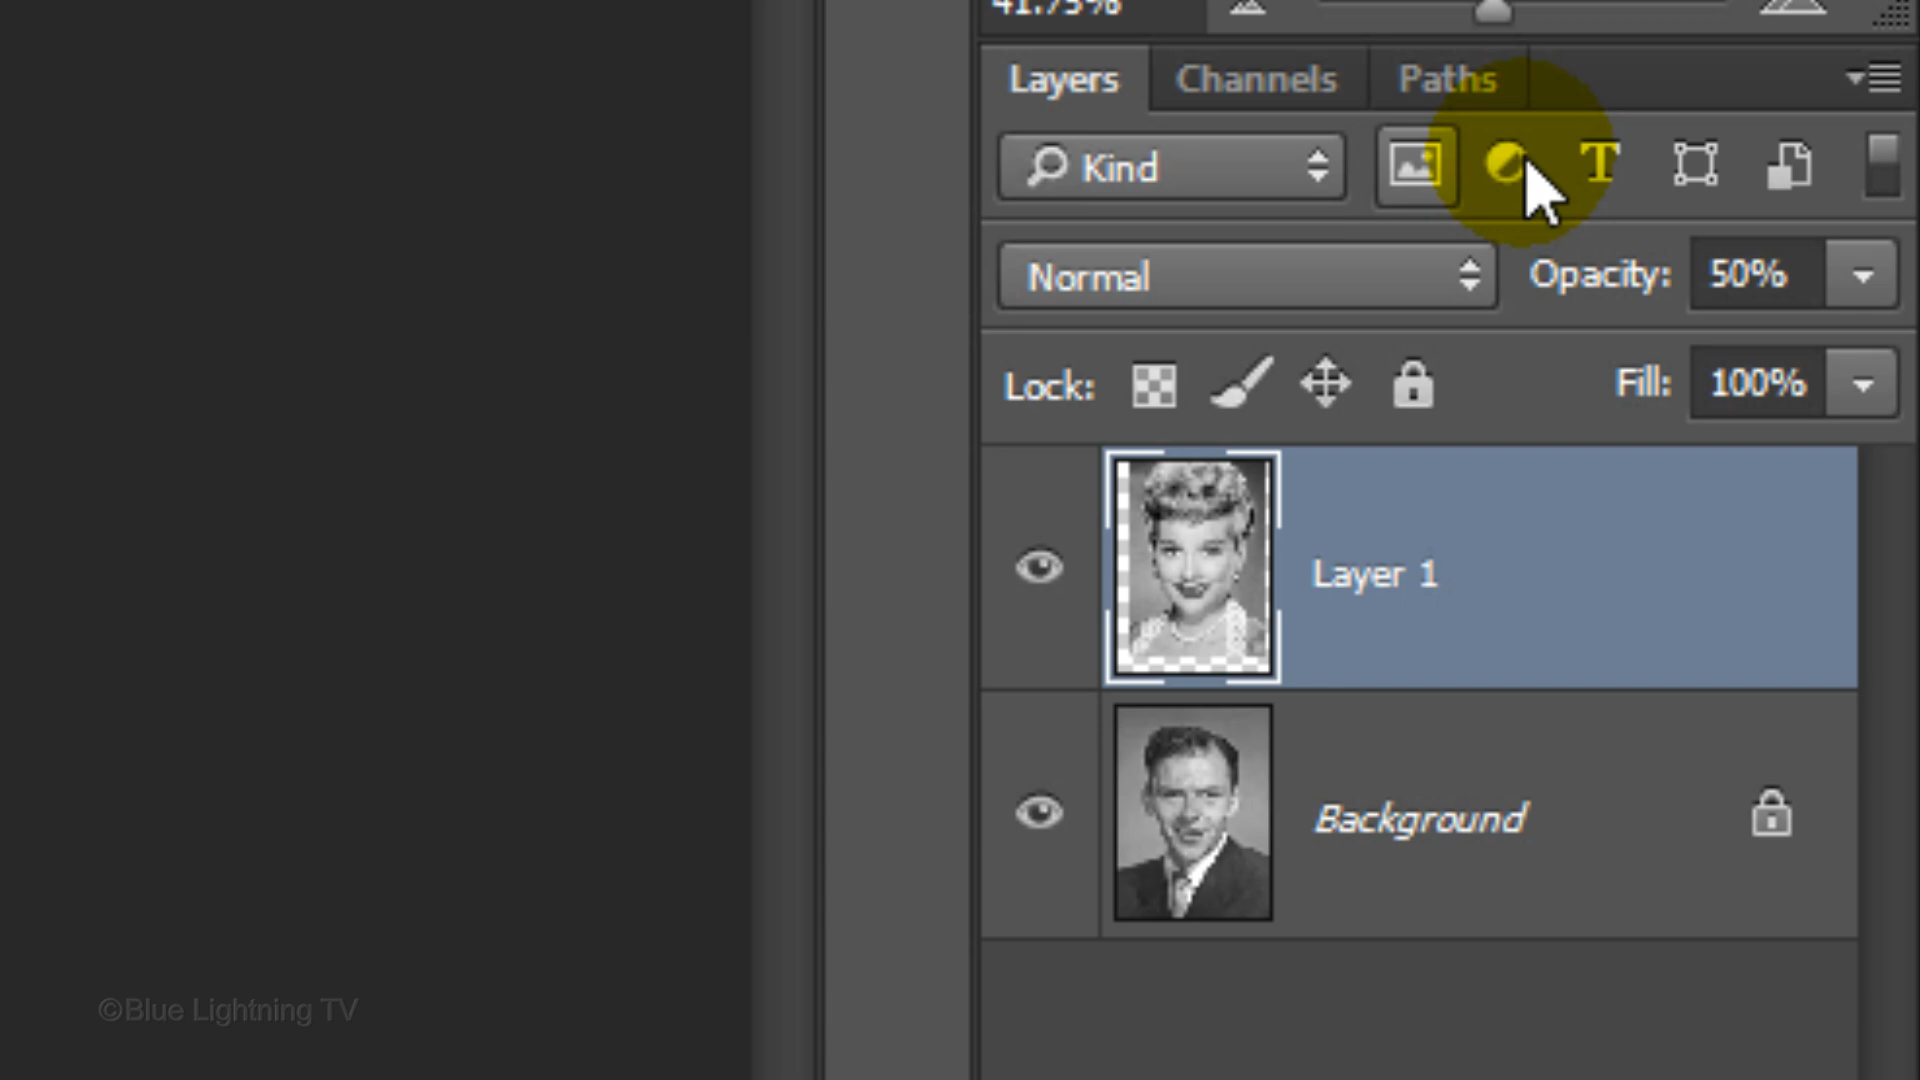 41.75%
Layers Channels Paths
Kind T
Normal Opacity: 50%
Lock: Fill: 100%
Layer 1
Background
©Blue Lightning TV